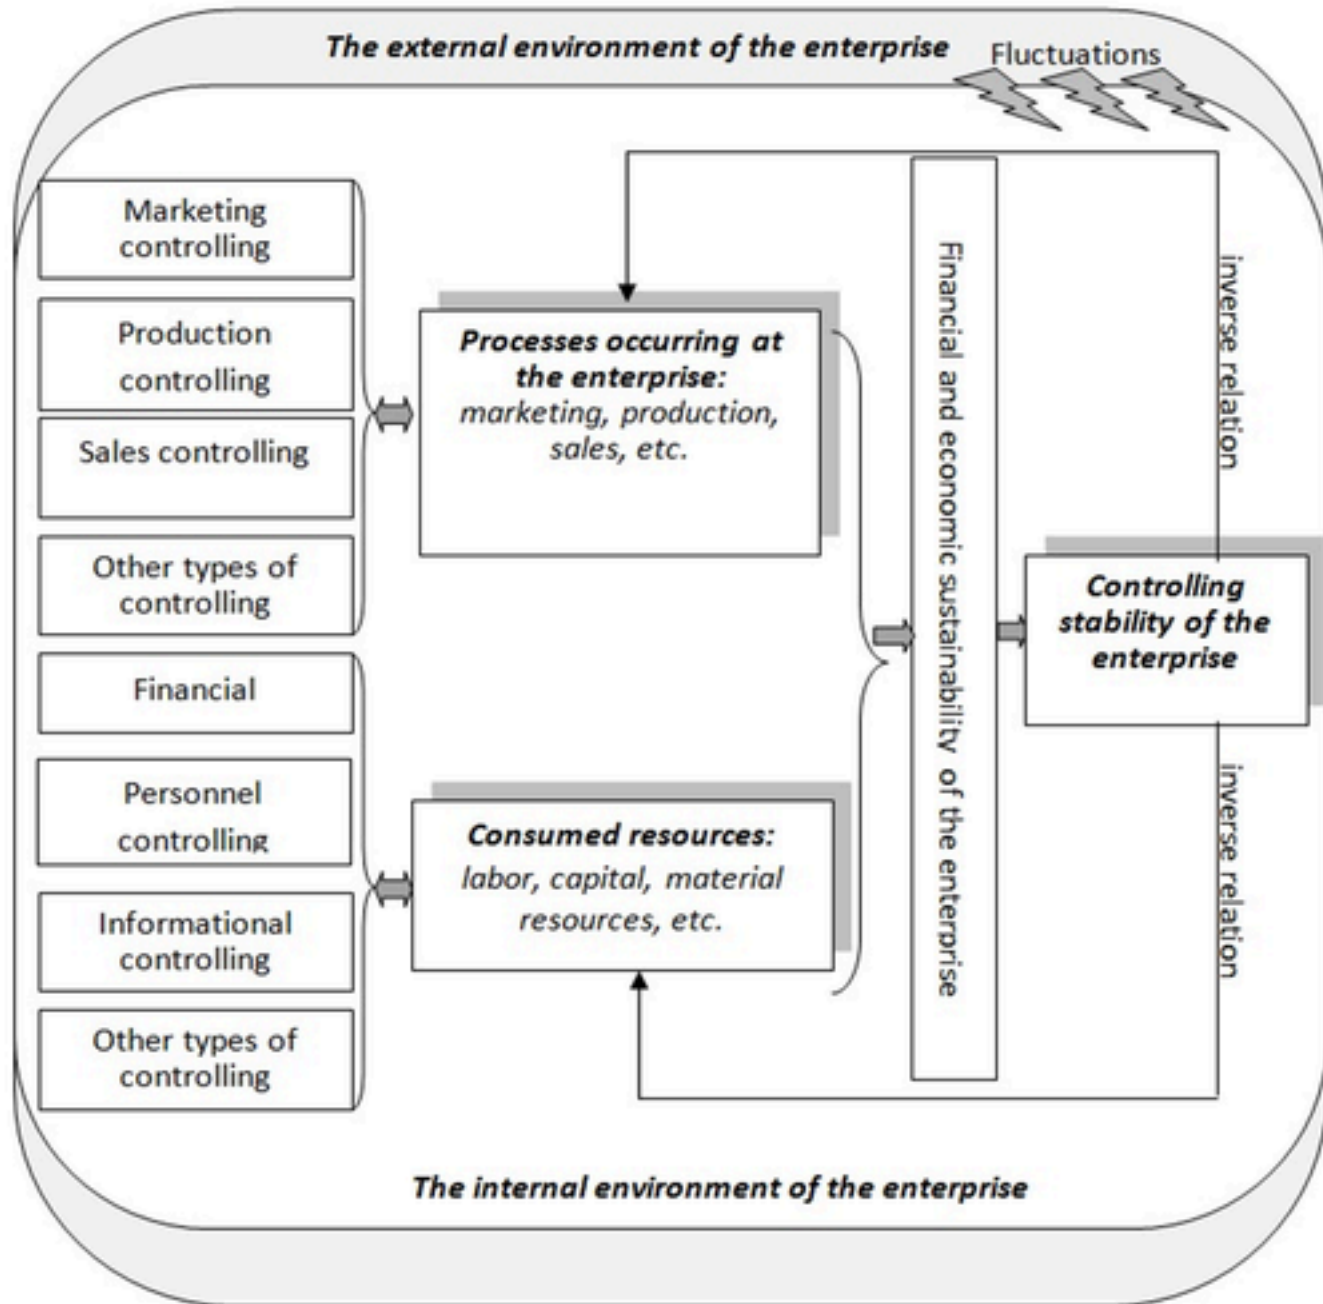 The external environment of the enterprise
Fluctuations
Marketing
controlling
Production
controlling
Sales controlling
Other types of
controlling
Financial
Personnel
controlling
Informational
controlling
Other types of
controlling
Processes occurring at
the enterprise:
marketing, production,
sales, etc.
Consumed resources:
labor, capital, material
resources, etc.
Financial and economic sustainability of the enterprise
Controlling
stability of the
enterprise
inverse relation
inverse relation
The internal environment of the enterprise